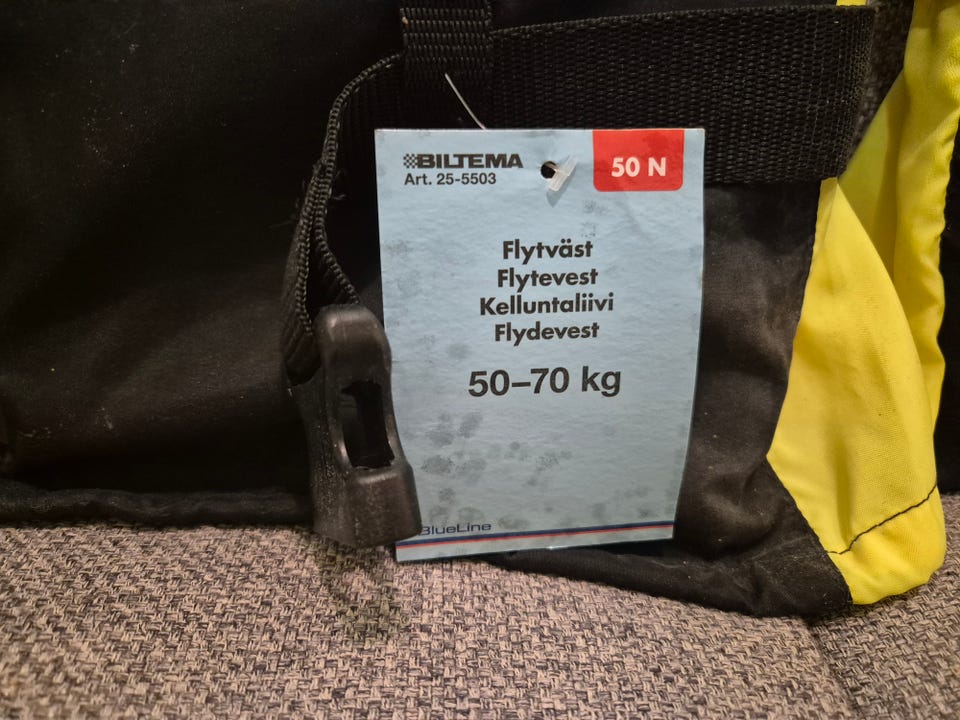 BILTEMA
Art. 25-5503
50 N
Flytväst
Flytevest
Kelluntaliivi
Flydevest
50–70 kg
BlueLine